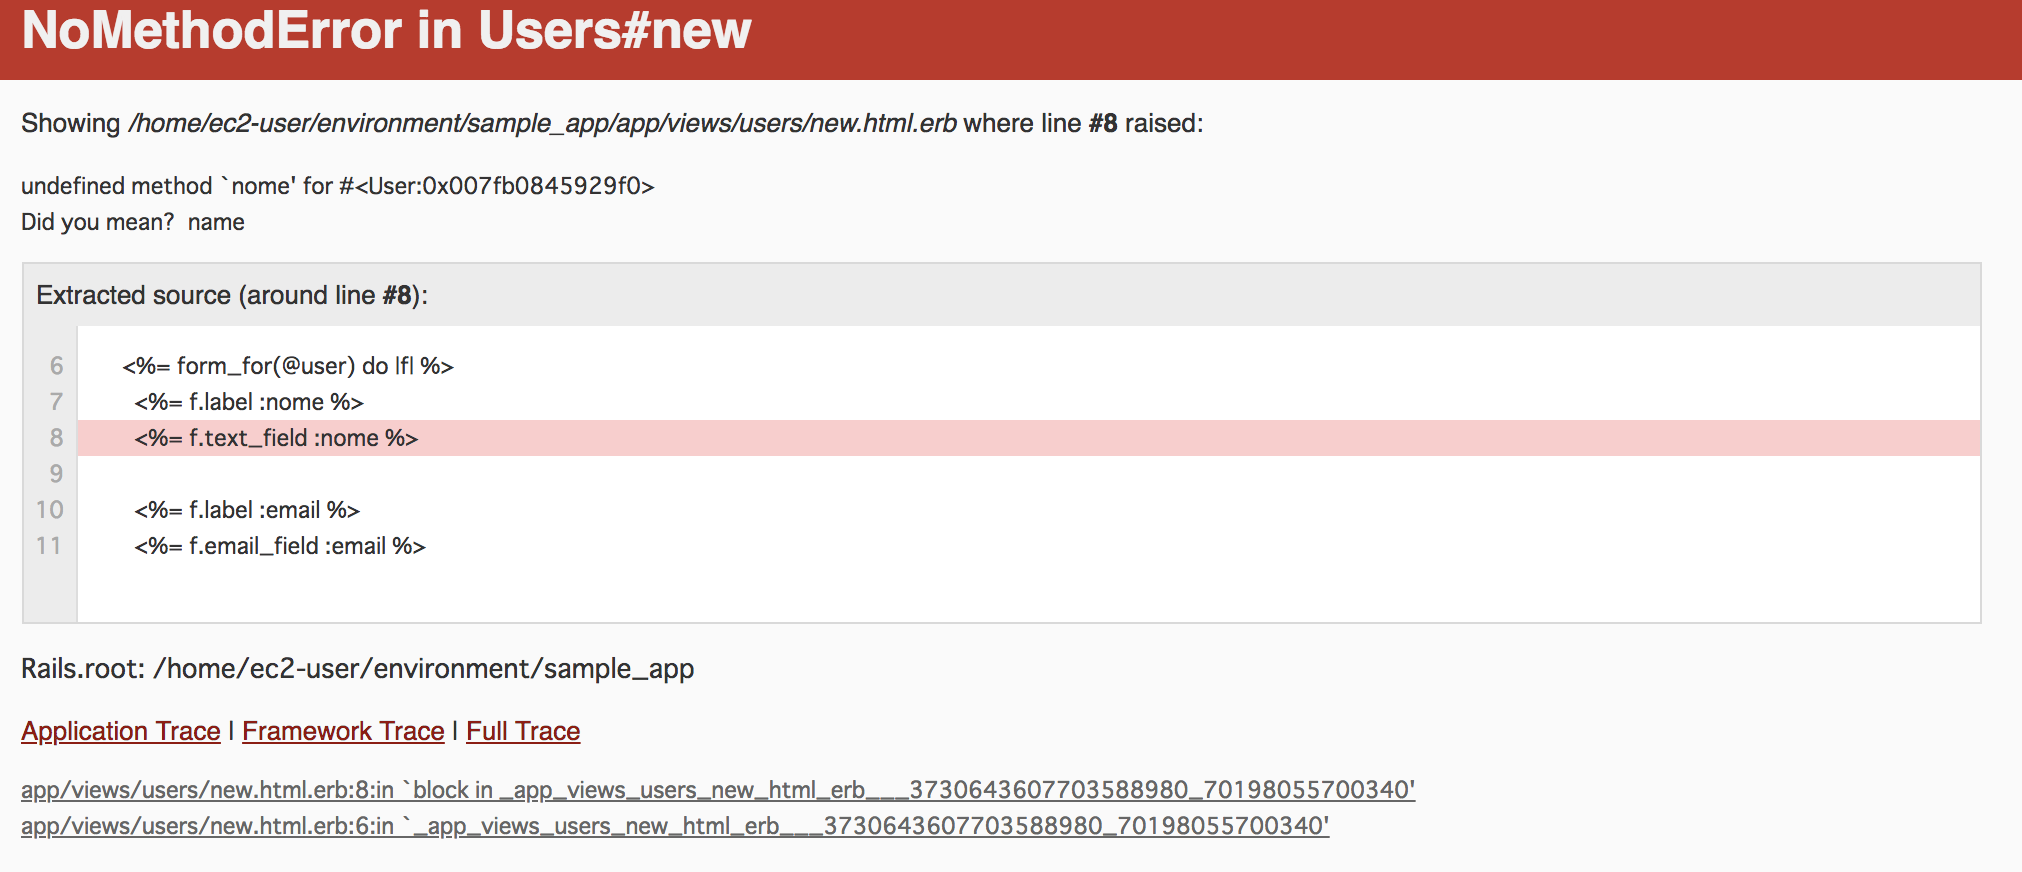 NoMethodError in Users#new
Showing /home/ec2-user/environment/sample_app/app/views/users/new.html.erb where line #8 raised:
undefined method `nome' for #<User:0x007fb0845929f0>
Did you mean?  name
Extracted source (around line #8):
6 <%= form_for(@user) do |f| %>
7 <%= f.label :nome %>
8 <%= f.text_field :nome %>
9
10 <%= f.label :email %>
11 <%= f.email_field :email %>
Rails.root: /home/ec2-user/environment/sample_app
Application Trace | Framework Trace | Full Trace
app/views/users/new.html.erb:8:in `block in _app_views_users_new_html_erb___3730643607703588980_70198055700340'
app/views/users/new.html.erb:6:in `_app_views_users_new_html_erb___3730643607703588980_70198055700340'